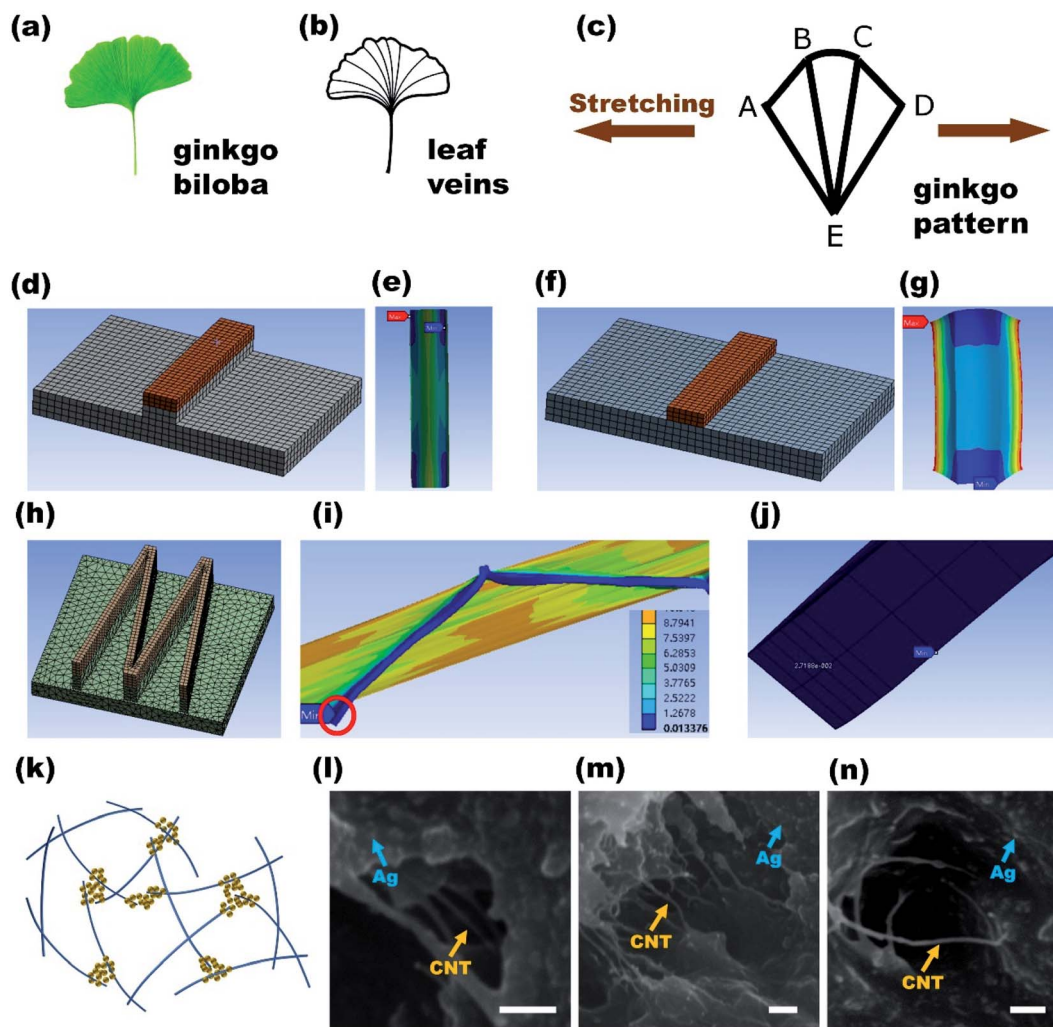 (a)
(b)
(c)
ginkgo
biloba
leaf
veins
Stretching
B C
A D
E
ginkgo
pattern
(d)
(e)
(f)
(g)
Max
Min
Max
Min
(h)
(i)
(j)
8.7941
7.5397
6.2853
5.0309
3.7765
2.5222
1.2678
0.013376
Min
2.7188e-002
Min
(k)
(l)
(m)
(n)
Ag
CNT
Ag
CNT
Ag
CNT